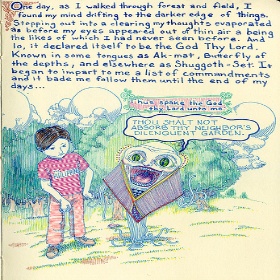 One day, as I walked through forest and field, I
found my mind drifting to the darker edge of things.
Stepping out into a clearing my thoughts evaporated
as before my eyes appeared out of thin air a being
the likes of which I had never seen before. And
lo, it declared itself to be the God Thy Lord
Known in some tongues as Ak-mat, Butterfly of
the depths, and elsewhere as Shuggoth-Set. It
began to impart to me a list of commandments
and it bade me follow them until the end of my
days...
thus spake the God
thy Lord unto me
THOU SHALT NOT
ABSORB THY NEIGHBOR'S
DILENQUENT GARDEN.